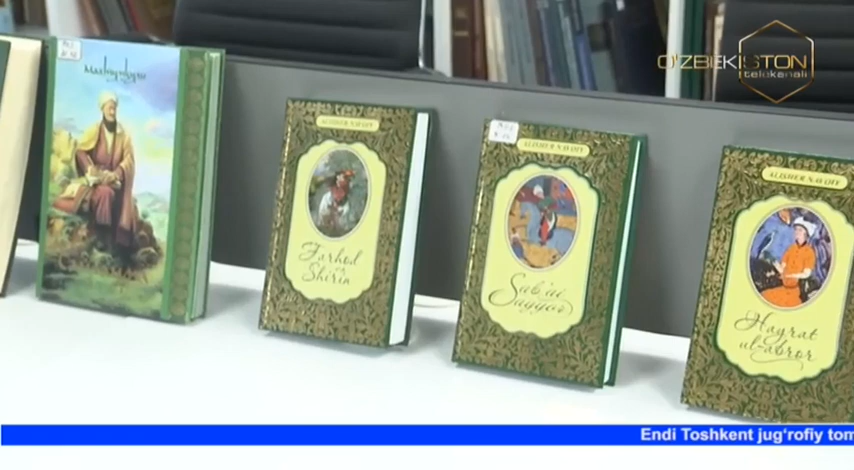 O'ZBEKISTON
telekanali
ALISHER NAVOIY
Farhod
va
Shirin
ALISHER NAVOIY
Sab'ai
sayyor
ALISHER NAVOIY
Hayrat
ul-abror
Endi Toshkent jug‘rofiy tom